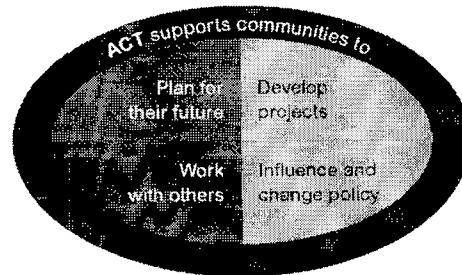 ACT supports communities to
Plan for
their future
Develop
projects
Work
with others
Influence and
change policy